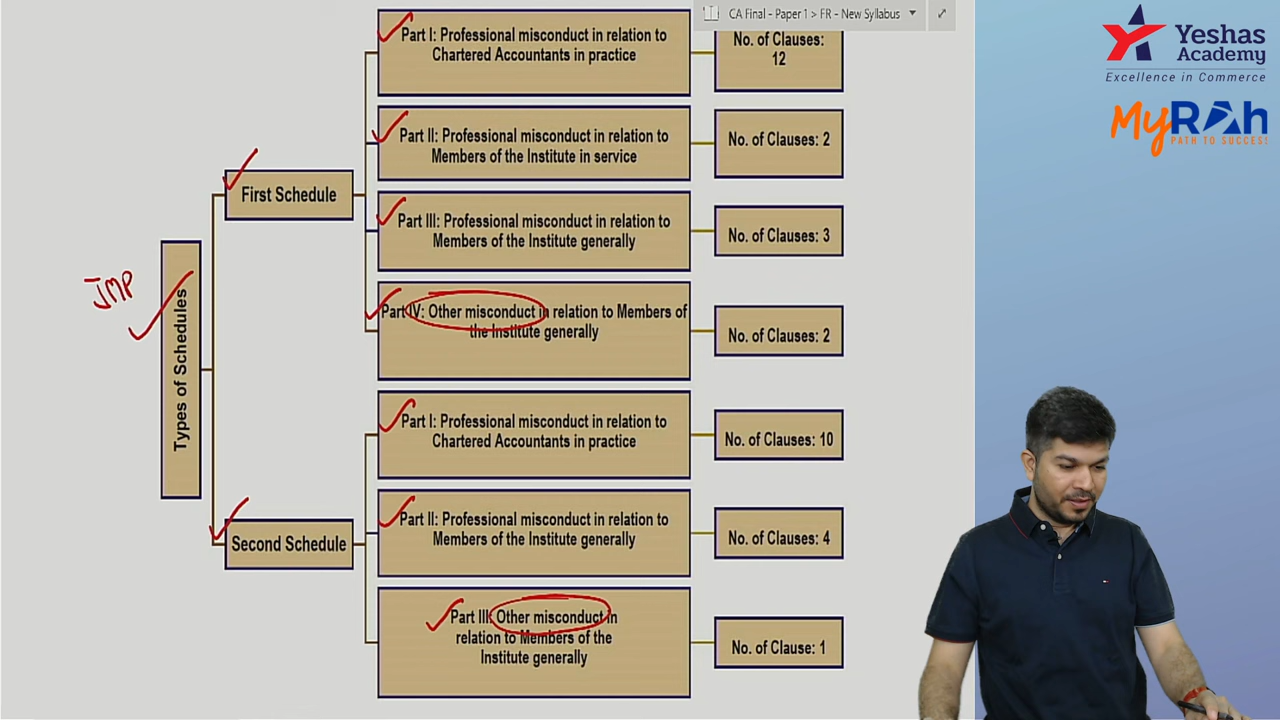 CA Final - Paper 1 > FR - New Syllabus
Yeshas
Academy
Excellence in Commerce
MyRAh
PATH TO SUCCESS
Part I: Professional misconduct in relation to
Chartered Accountants in practice
No. of Clauses:
12
Part II: Professional misconduct in relation to
Members of the Institute in service
No. of Clauses: 2
First Schedule
Part III: Professional misconduct in relation to
Members of the Institute generally
No. of Clauses: 3
IMP
Types of Schedules
Part IV: Other misconduct in relation to Members of
the Institute generally
No. of Clauses: 2
Part I: Professional misconduct in relation to
Chartered Accountants in practice
No. of Clauses: 10
Second Schedule
Part II: Professional misconduct in relation to
Members of the Institute generally
No. of Clauses: 4
Part III: Other misconduct in
relation to Members of the
Institute generally
No. of Clause: 1